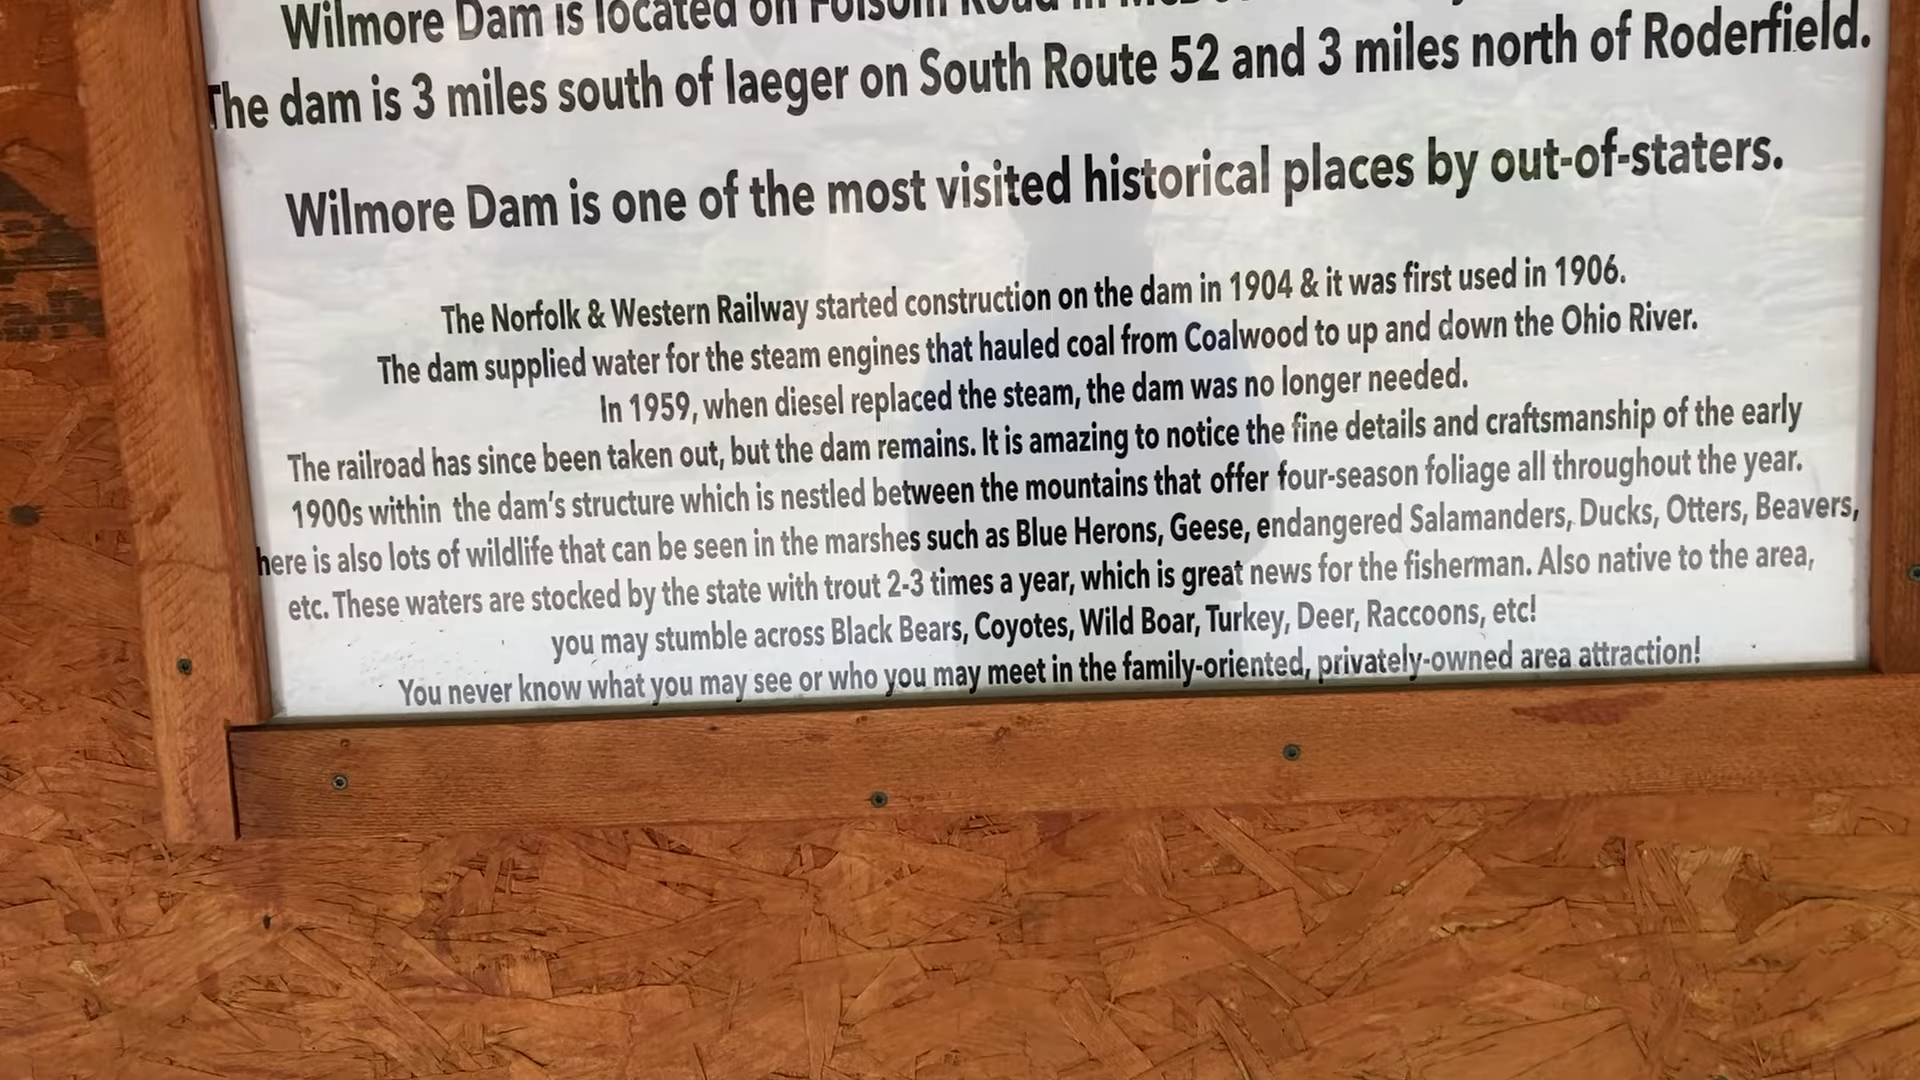 Wilmore Dam is located on Folsom Road in
The dam is 3 miles south of Iaeger on South Route 52 and 3 miles north of Roderfield.
Wilmore Dam is one of the most visited historical places by out-of-staters.
The Norfolk & Western Railway started construction on the dam in 1904 & it was first used in 1906.
The dam supplied water for the steam engines that hauled coal from Coalwood to up and down the Ohio River.
In 1959, when diesel replaced the steam, the dam was no longer needed.
The railroad has since been taken out, but the dam remains. It is amazing to notice the fine details and craftsmanship of the early
1900s within the dam's structure which is nestled between the mountains that offer four-season foliage all throughout the year.
here is also lots of wildlife that can be seen in the marshes such as Blue Herons, Geese, endangered Salamanders, Ducks, Otters, Beavers,
etc. These waters are stocked by the state with trout 2-3 times a year, which is great news for the fisherman. Also native to the area,
you may stumble across Black Bears, Coyotes, Wild Boar, Turkey, Deer, Raccoons, etc!
You never know what you may see or who you may meet in the family-oriented, privately-owned area attraction!